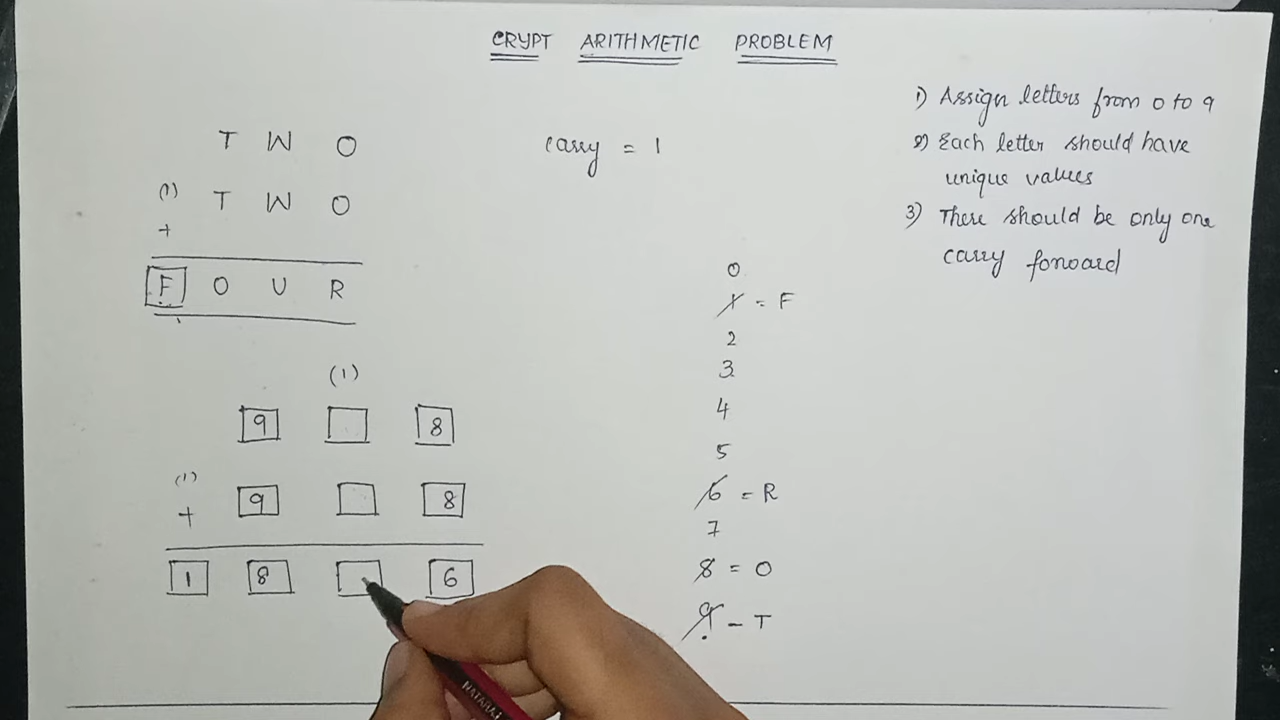 CRYPT ARITHMETIC PROBLEM
T W O
(1) T W O
+
F O U R
carry = 1
1) Assign letters from 0 to 9
2) Each letter should have
unique values
3) There should be only one
carry forward
(1)
9 8
(1)
+ 9 8
1 8 6
0
1 = F
2
3
4
5
6 = R
7
8 = O
9 - T
NATARAJ